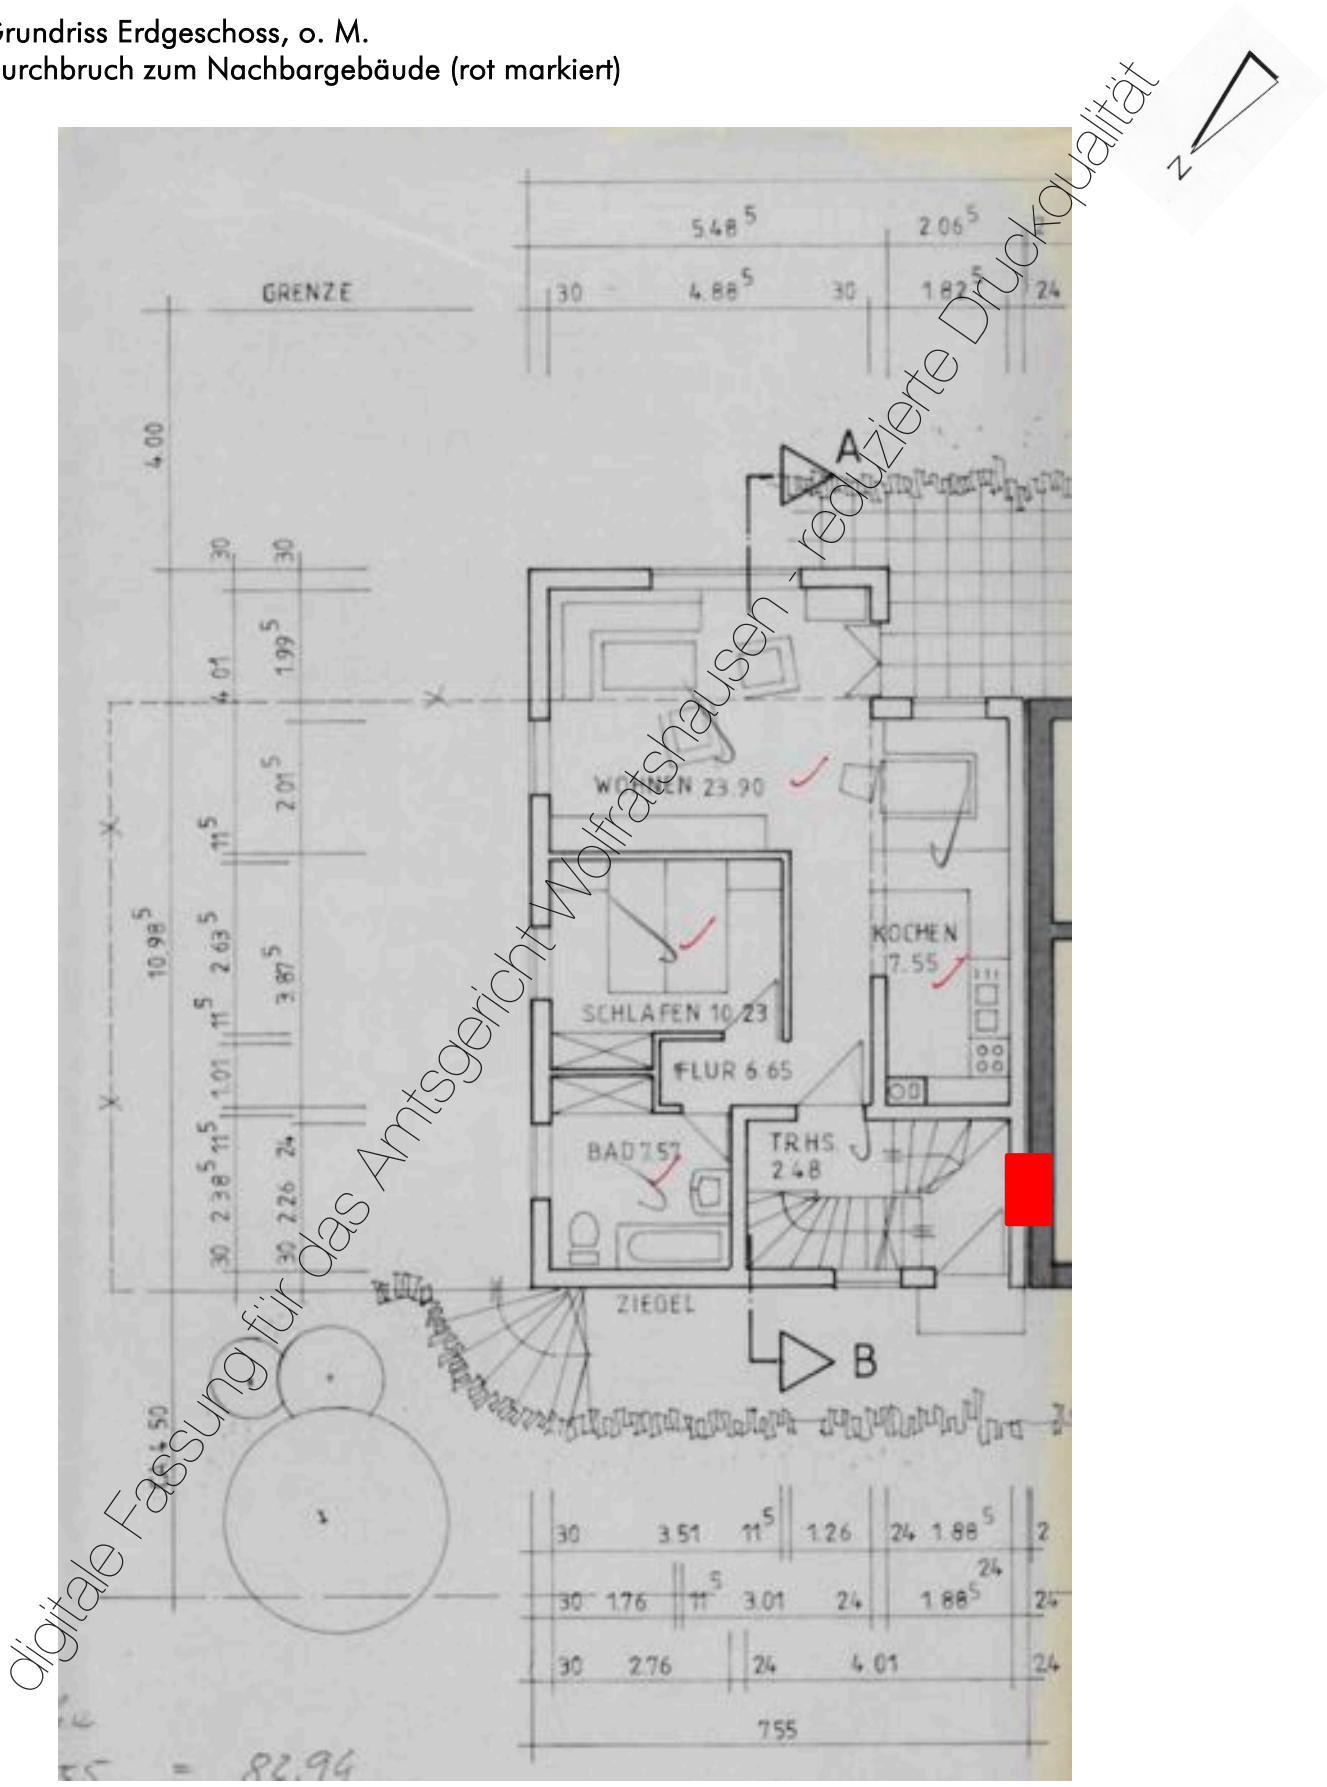 rundriss Erdgeschoss, o. M.
urchbruch zum Nachbargebäude (rot markiert)
N
digitale Fassung für das Amtsgericht Wolfratshausen - reduzierte Druckqualität
5.48⁵ 2.06⁵ 2
GRENZE
30 4.88⁵ 30 1.82⁵ 24
4.00
A
30 30
4.01 1.99⁵
2.01⁵
11⁵
10.98⁵
2.63⁵ 3.87⁵
11⁵
1.01
11⁵ 24
2.38⁵ 2.26
30 30
WOHNEN 23.90
KOCHEN
7.55
SCHLAFEN 10.23
FLUR 6.65
BAD 7.57
TRHS.
2.48
ZIEGEL
B
4.50
30 3.51 11⁵ 1.26 24 1.88⁵ 2
24
30 1.76 11⁵ 3.01 24 1.88⁵ 24
30 2.76 24 4.01 24
755
= 82,94